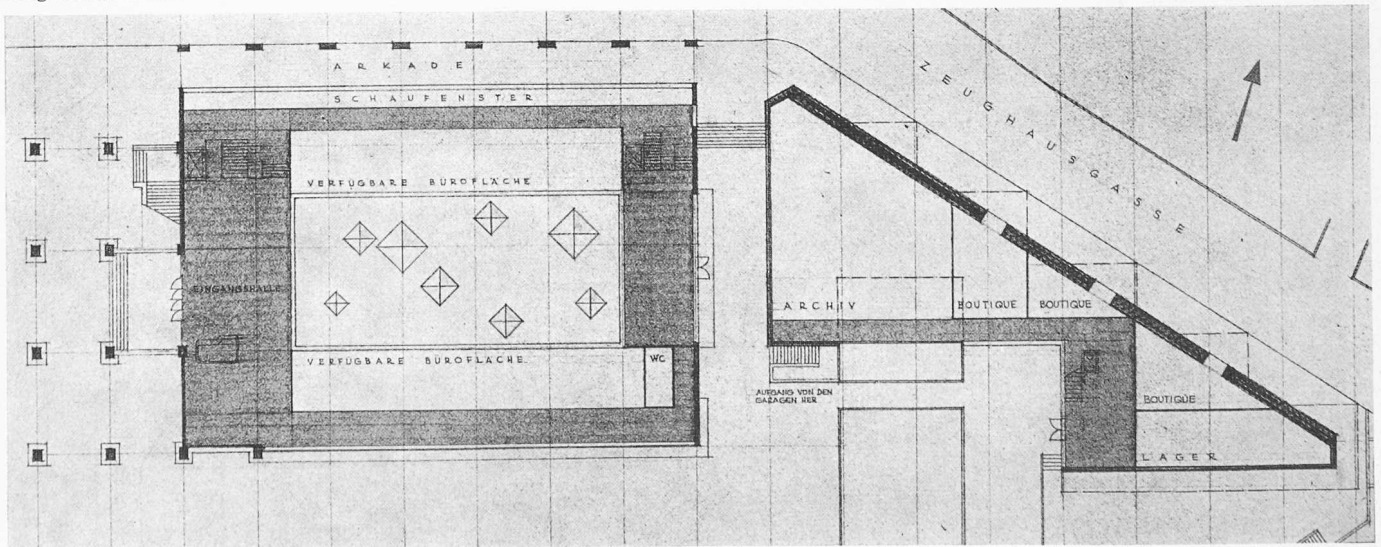 ARKADE
SCHAUFENSTER
ZEUGHAUSGASSE
VERFÜGBARE BÜROFLÄCHE
EINGANGSHALLE
ARCHIV
BOUTIQUE
BOUTIQUE
VERFÜGBARE BÜROFLÄCHE
WC
AUFGANG VON DEN
GARAGEN HER
BOUTIQUE
LAGER